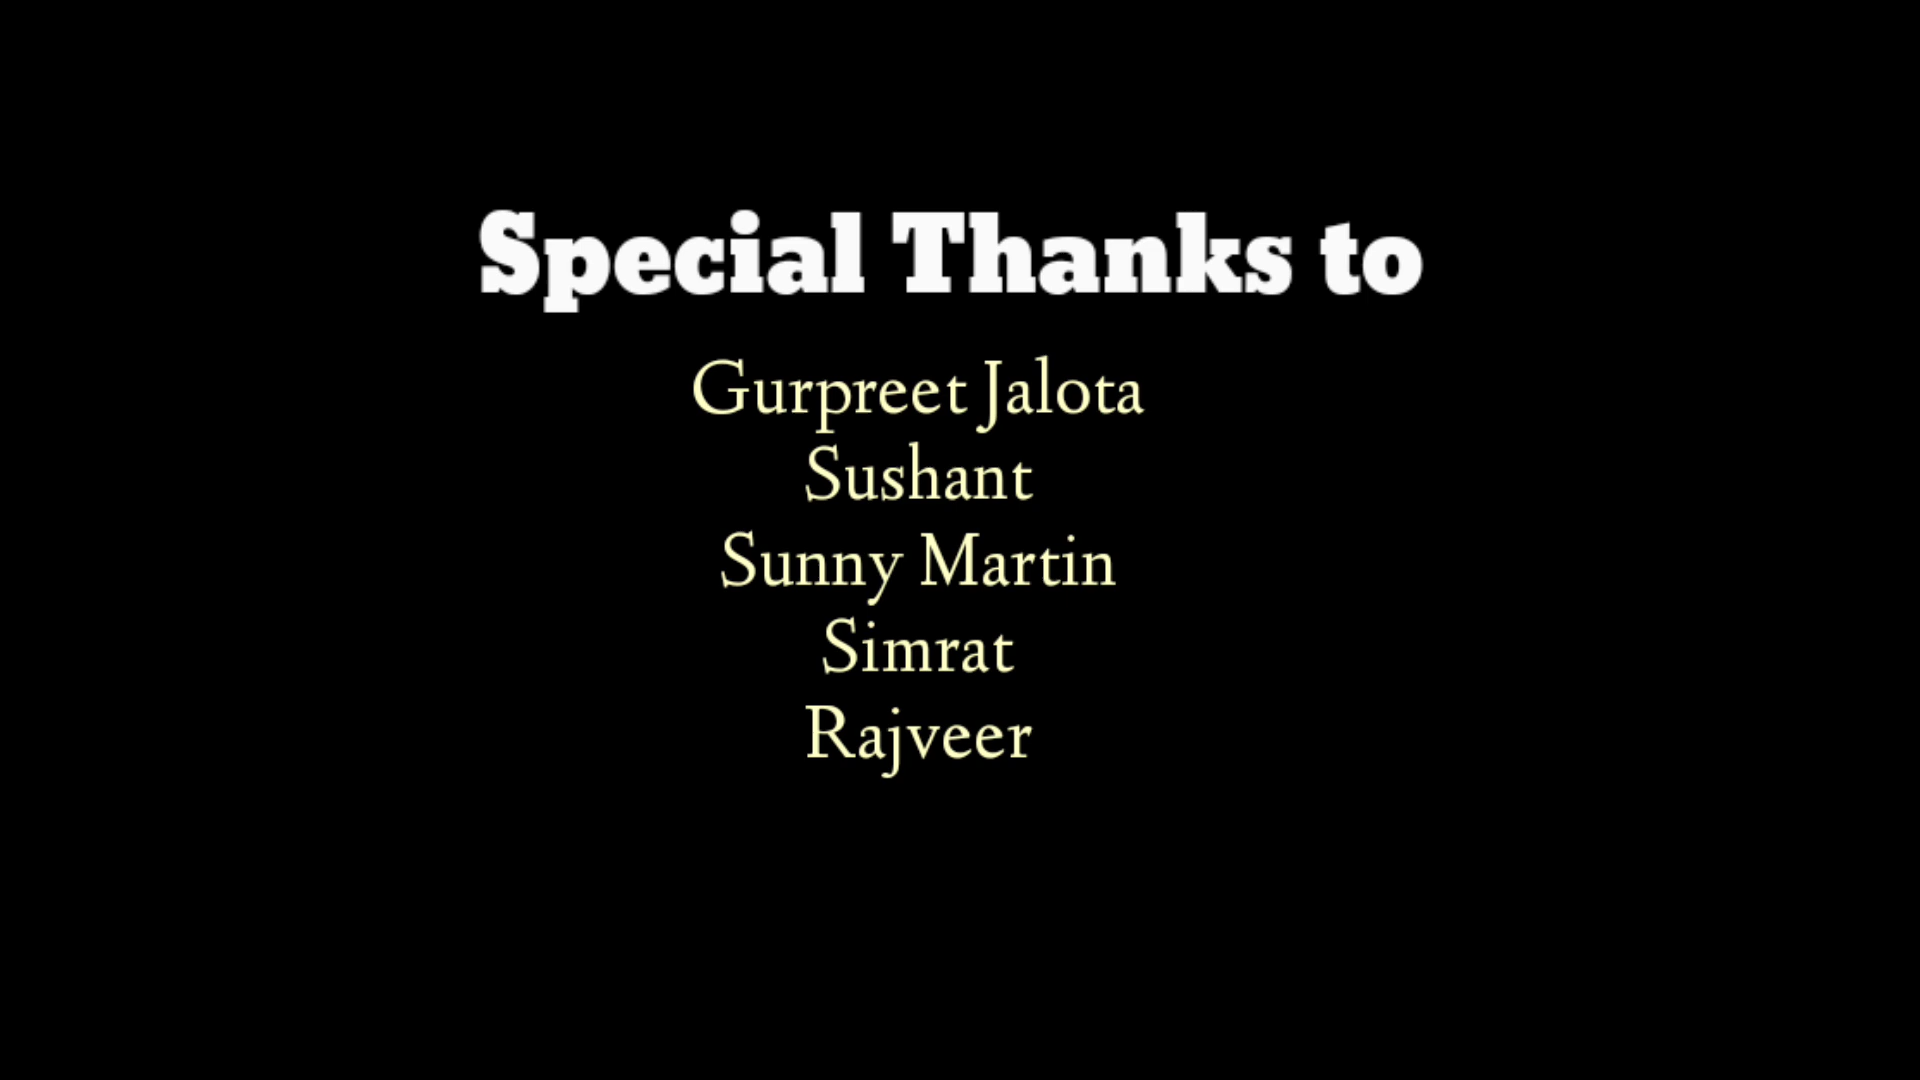 Special Thanks to
Gurpreet Jalota
Sushant
Sunny Martin
Simrat
Rajveer